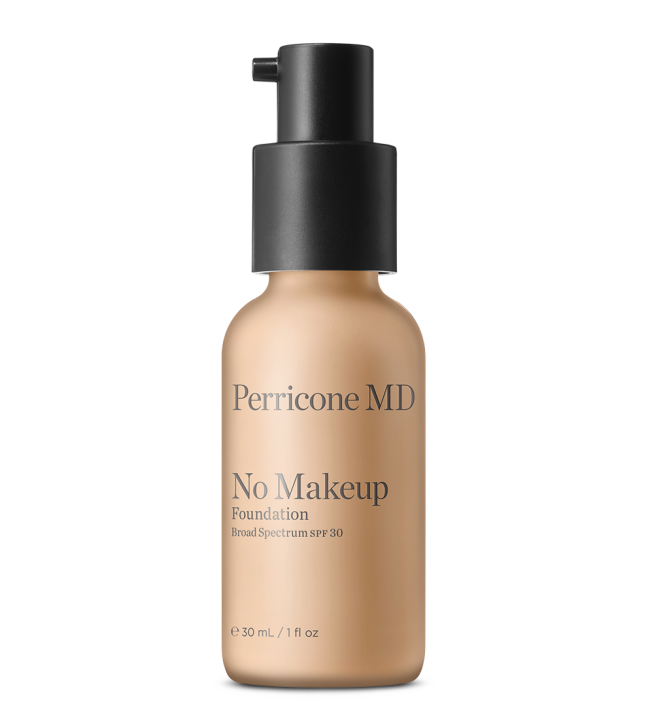 Perricone MD
No Makeup
Foundation
Broad Spectrum SPF 30
℮ 30 mL / 1 fl oz